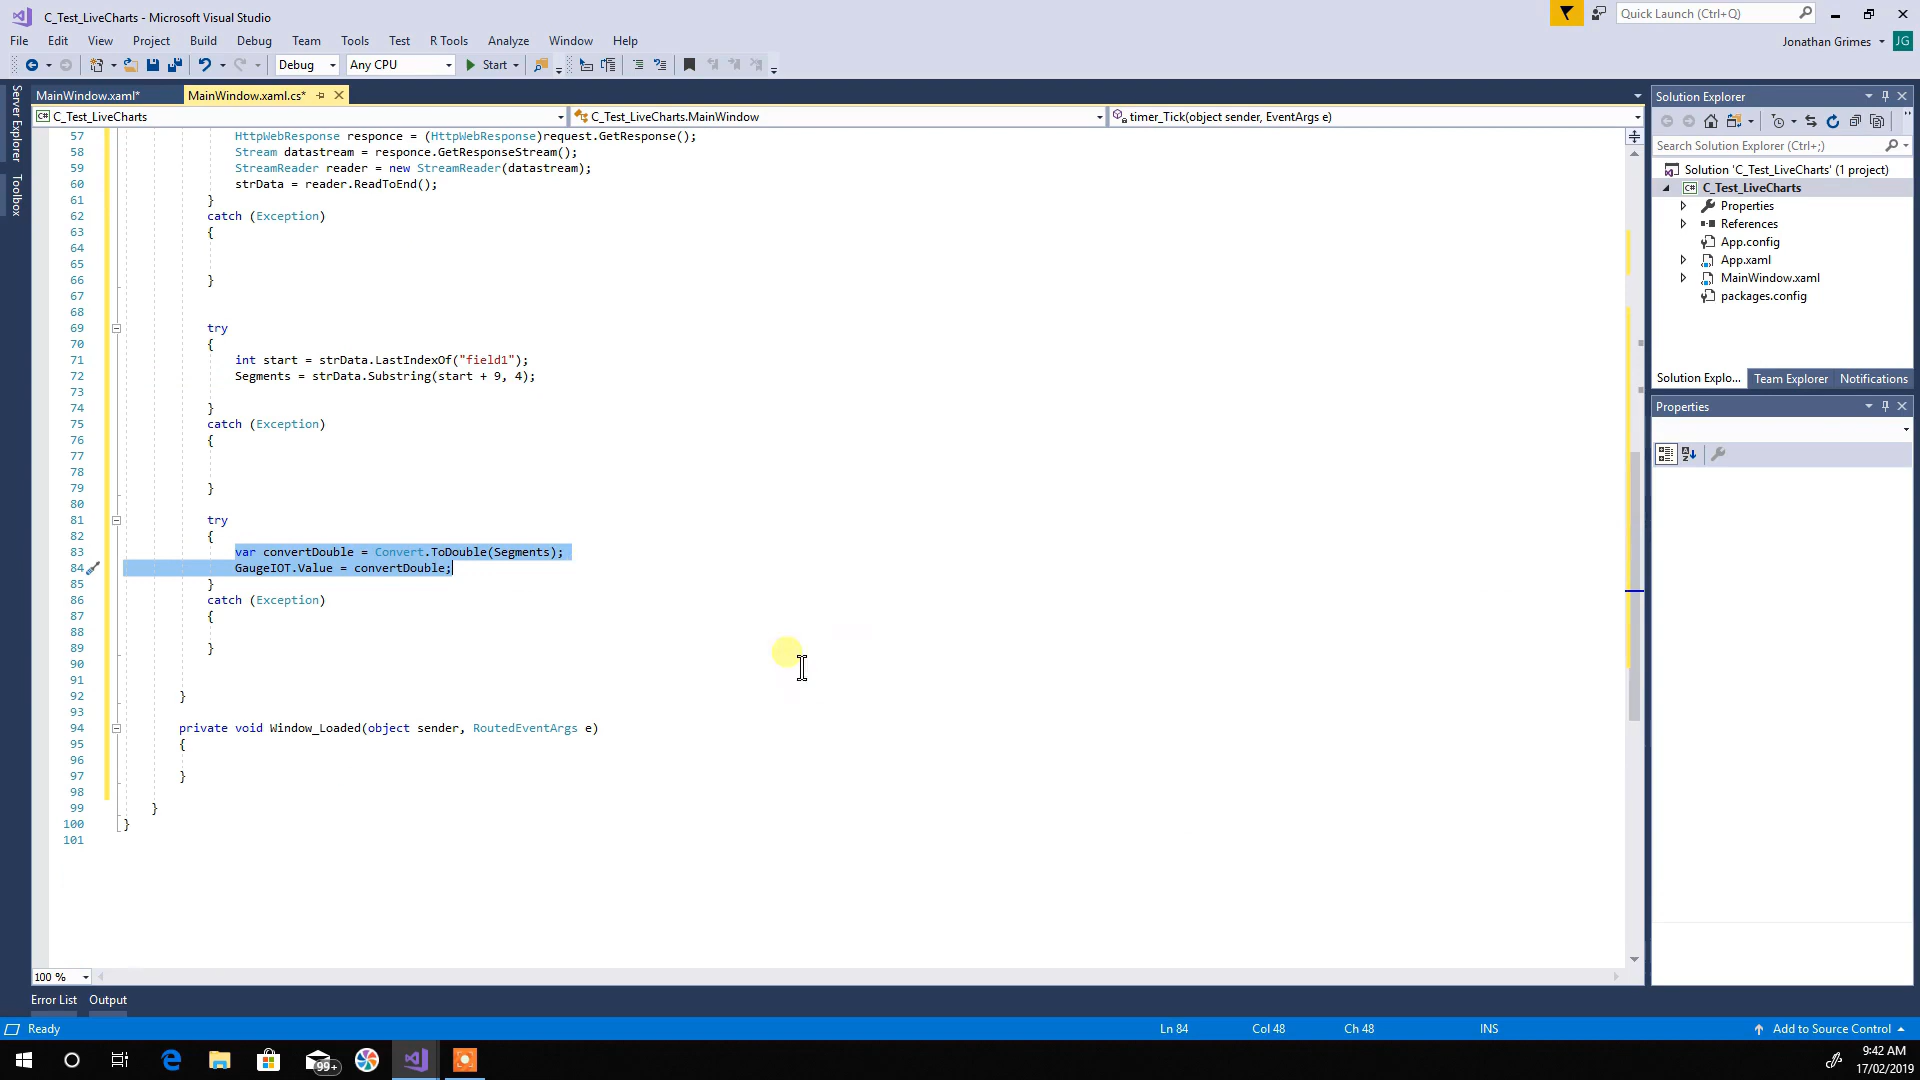 C_Test_LiveCharts - Microsoft Visual Studio
Quick Launch (Ctrl+Q)
File Edit View Project Build Debug Team Tools Test R Tools Analyze Window Help
Jonathan Grimes JG
Debug Any CPU Start
Server Explorer
Toolbox
MainWindow.xaml* MainWindow.xaml.cs*
C_Test_LiveCharts C_Test_LiveCharts.MainWindow timer_Tick(object sender, EventArgs e)
57 HttpWebResponse responce = (HttpWebResponse)request.GetResponse();
58 Stream datastream = responce.GetResponseStream();
59 StreamReader reader = new StreamReader(datastream);
60 strData = reader.ReadToEnd();
61 }
62 catch (Exception)
63 {
64
65
66 }
67
68
69 try
70 {
71 int start = strData.LastIndexOf("field1");
72 Segments = strData.Substring(start + 9, 4);
73
74 }
75 catch (Exception)
76 {
77
78
79 }
80
81 try
82 {
83 var convertDouble = Convert.ToDouble(Segments);
84 GaugeIOT.Value = convertDouble;
85 }
86 catch (Exception)
87 {
88
89 }
90
91
92 }
93
94 private void Window_Loaded(object sender, RoutedEventArgs e)
95 {
96
97 }
98
99 }
100 }
101
100 %
Solution Explorer
Search Solution Explorer (Ctrl+;)
Solution 'C_Test_LiveCharts' (1 project)
C# C_Test_LiveCharts
Properties
References
App.config
App.xaml
MainWindow.xaml
packages.config
Solution Explo... Team Explorer Notifications
Properties
Error List Output
Ready Ln 84 Col 48 Ch 48 INS Add to Source Control
99+
9:42 AM
17/02/2019